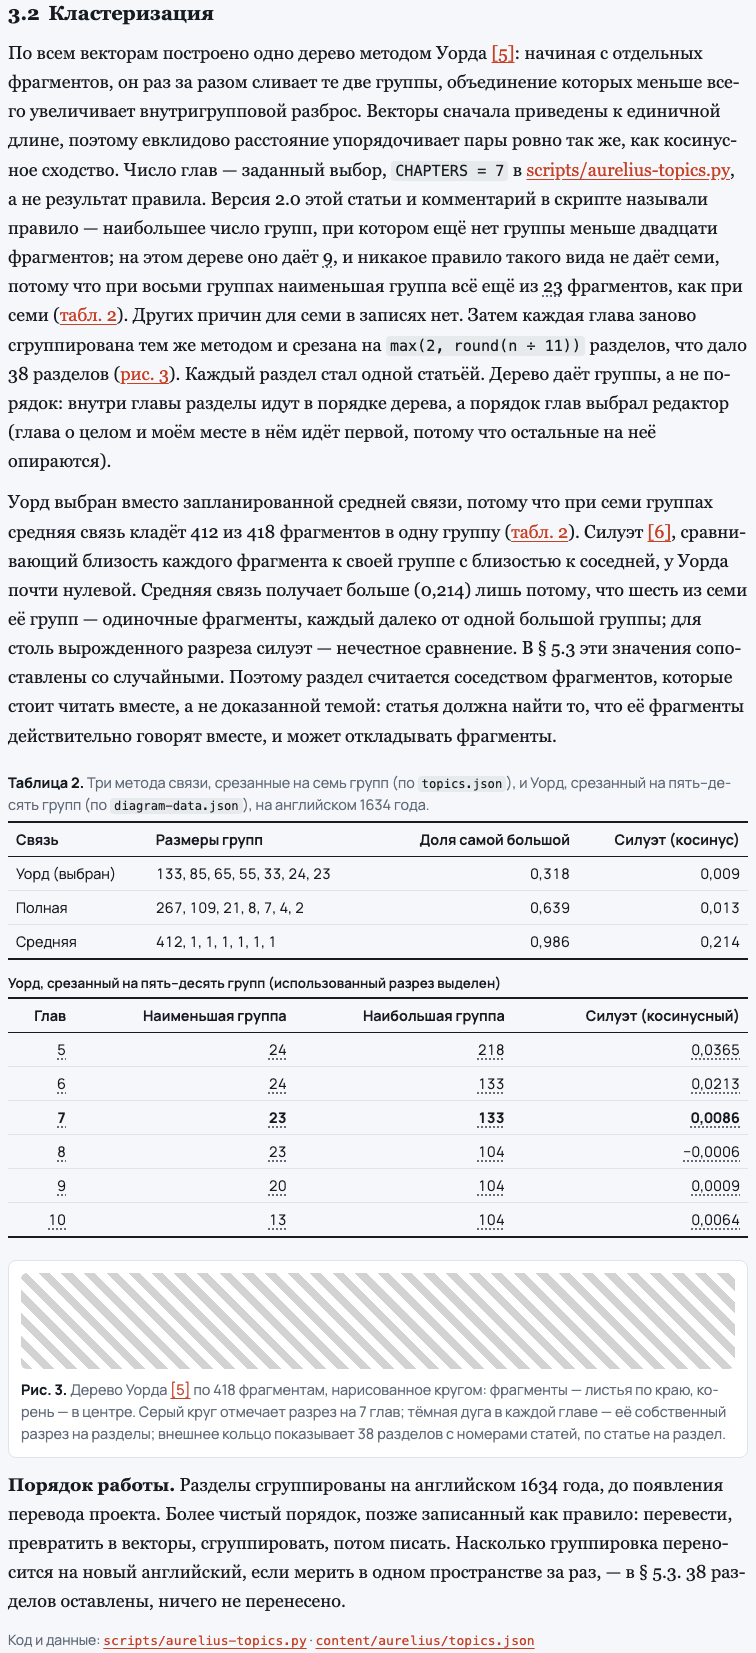 3.2 Кластеризация
По всем векторам построено одно дерево методом Уорда [5]: начиная с отдельных
фрагментов, он раз за разом сливает те две группы, объединение которых меньше все-
го увеличивает внутригрупповой разброс. Векторы сначала приведены к единичной
длине, поэтому евклидово расстояние упорядочивает пары ровно так же, как косинус-
ное сходство. Число глав — заданный выбор, CHAPTERS = 7 в scripts/aurelius-topics.py,
а не результат правила. Версия 2.0 этой статьи и комментарий в скрипте называли
правило — наибольшее число групп, при котором ещё нет группы меньше двадцати
фрагментов; на этом дереве оно даёт 9, и никакое правило такого вида не даёт семи,
потому что при восьми группах наименьшая группа всё ещё из 23 фрагментов, как при
семи (табл. 2). Других причин для семи в записях нет. Затем каждая глава заново
сгруппирована тем же методом и срезана на max(2, round(n ÷ 11)) разделов, что дало
38 разделов (рис. 3). Каждый раздел стал одной статьёй. Дерево даёт группы, а не по-
рядок: внутри главы разделы идут в порядке дерева, а порядок глав выбрал редактор
(глава о целом и моём месте в нём идёт первой, потому что остальные на неё
опираются).
Уорд выбран вместо запланированной средней связи, потому что при семи группах
средняя связь кладёт 412 из 418 фрагментов в одну группу (табл. 2). Силуэт [6], сравни-
вающий близость каждого фрагмента к своей группе с близостью к соседней, у Уорда
почти нулевой. Средняя связь получает больше (0,214) лишь потому, что шесть из семи
её групп — одиночные фрагменты, каждый далеко от одной большой группы; для
столь вырожденного разреза силуэт — нечестное сравнение. В § 5.3 эти значения сопо-
ставлены со случайными. Поэтому раздел считается соседством фрагментов, которые
стоит читать вместе, а не доказанной темой: статья должна найти то, что её фрагменты
действительно говорят вместе, и может откладывать фрагменты.
Таблица 2. Три метода связи, срезанные на семь групп (по topics.json), и Уорд, срезанный на пять–де-
сять групп (по diagram-data.json), на английском 1634 года.
Связь Размеры групп Доля самой большой Силуэт (косинус)
Уорд (выбран) 133, 85, 65, 55, 33, 24, 23 0,318 0,009
Полная 267, 109, 21, 8, 7, 4, 2 0,639 0,013
Средняя 412, 1, 1, 1, 1, 1, 1 0,986 0,214
Уорд, срезанный на пять–десять групп (использованный разрез выделен)
Глав Наименьшая группа Наибольшая группа Силуэт (косинусный)
5 24 218 0,0365
6 24 133 0,0213
7 23 133 0,0086
8 23 104 −0,0006
9 20 104 0,0009
10 13 104 0,0064
Рис. 3. Дерево Уорда [5] по 418 фрагментам, нарисованное кругом: фрагменты — листья по краю, ко-
рень — в центре. Серый круг отмечает разрез на 7 глав; тёмная дуга в каждой главе — её собственный
разрез на разделы; внешнее кольцо показывает 38 разделов с номерами статей, по статье на раздел.
Порядок работы. Разделы сгруппированы на английском 1634 года, до появления
перевода проекта. Более чистый порядок, позже записанный как правило: перевести,
превратить в векторы, сгруппировать, потом писать. Насколько группировка перено-
сится на новый английский, если мерить в одном пространстве за раз, — в § 5.3. 38 раз-
делов оставлены, ничего не перенесено.
Код и данные: scripts/aurelius-topics.py · content/aurelius/topics.json